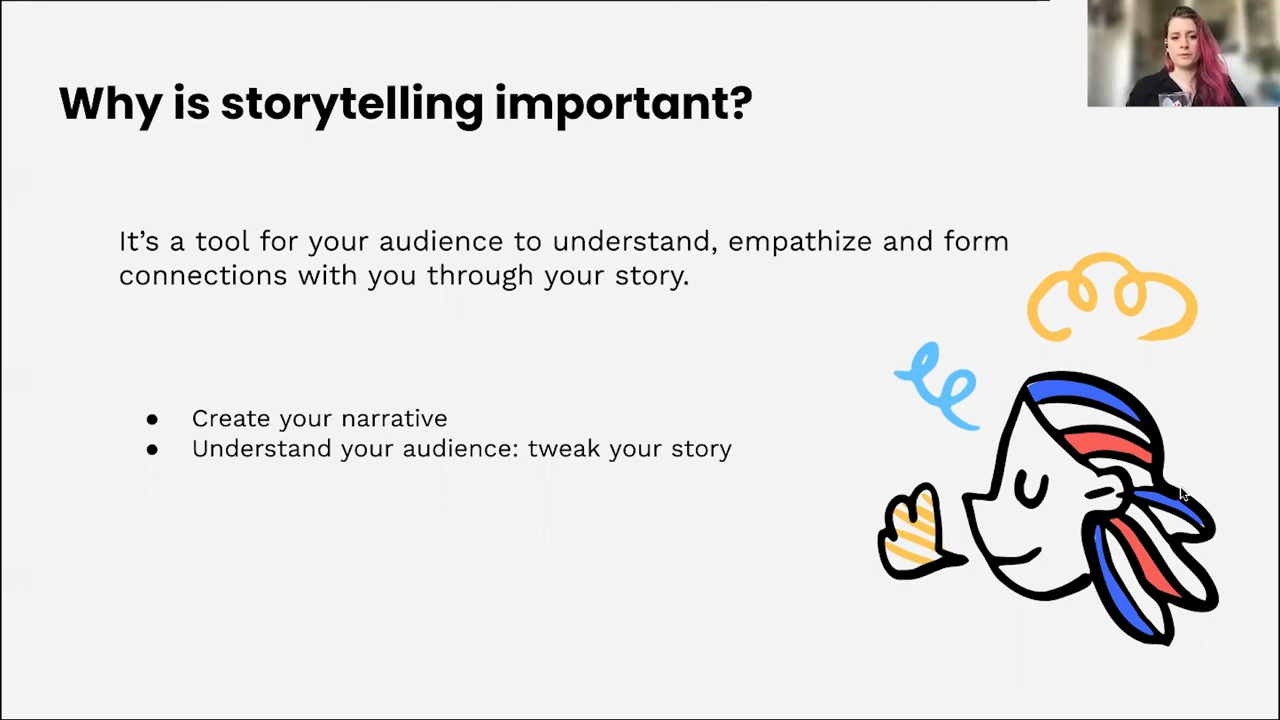 Why is storytelling important?
It’s a tool for your audience to understand, empathize and form
connections with you through your story.
● Create your narrative
● Understand your audience: tweak your story